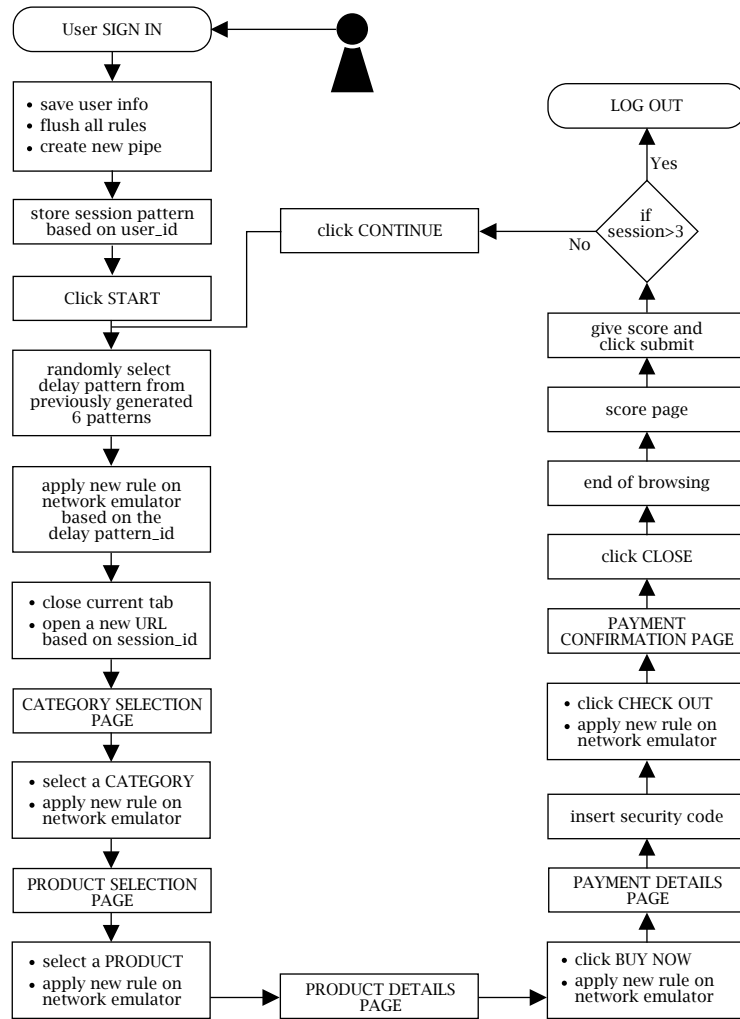 User SIGN IN
• save user info
• flush all rules
• create new pipe
store session pattern
based on user_id
Click START
randomly select
delay pattern from
previously generated
6 patterns
apply new rule on
network emulator
based on the
delay pattern_id
• close current tab
• open a new URL
based on session_id
CATEGORY SELECTION
PAGE
• select a CATEGORY
• apply new rule on
network emulator
PRODUCT SELECTION
PAGE
• select a PRODUCT
• apply new rule on
network emulator
PRODUCT DETAILS
PAGE
• click BUY NOW
• apply new rule on
network emulator
PAYMENT DETAILS
PAGE
insert security code
• click CHECK OUT
• apply new rule on
network emulator
PAYMENT
CONFIRMATION PAGE
click CLOSE
end of browsing
score page
give score and
click submit
if
session>3
No
click CONTINUE
Yes
LOG OUT